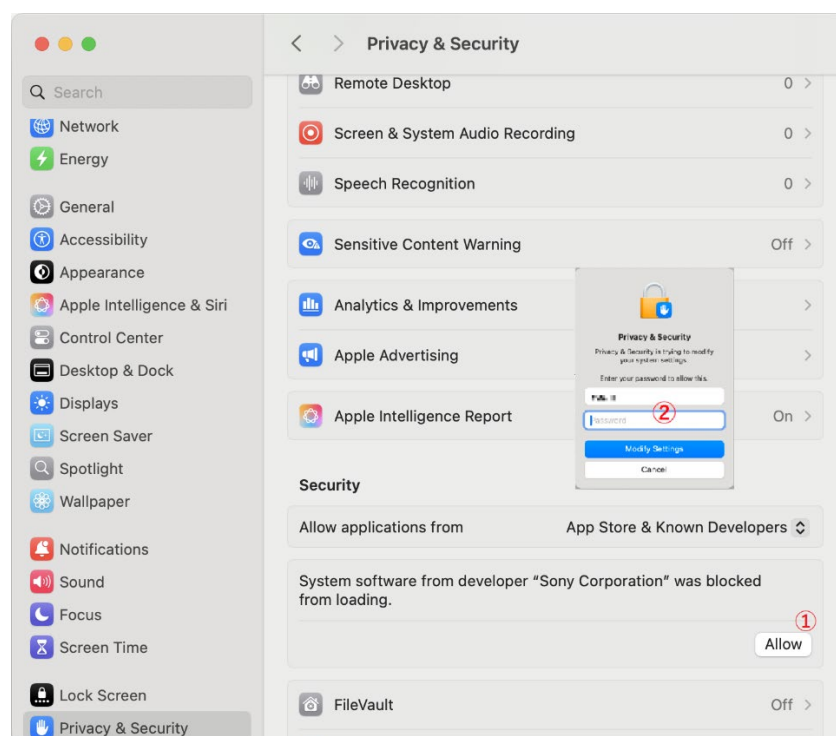 Privacy & Security
Search
Network
Energy
General
Accessibility
Appearance
Apple Intelligence & Siri
Control Center
Desktop & Dock
Displays
Screen Saver
Spotlight
Wallpaper
Notifications
Sound
Focus
Screen Time
Lock Screen
Privacy & Security
Remote Desktop 0
Screen & System Audio Recording 0
Speech Recognition 0
Sensitive Content Warning Off
Analytics & Improvements
Apple Advertising
Apple Intelligence Report On
Privacy & Security
Privacy & Security is trying to modify
your system settings.
Enter your password to allow this.
Password ②
Modify Settings
Cancel
Security
Allow applications from App Store & Known Developers
System software from developer “Sony Corporation” was blocked
from loading.
①
Allow
FileVault Off